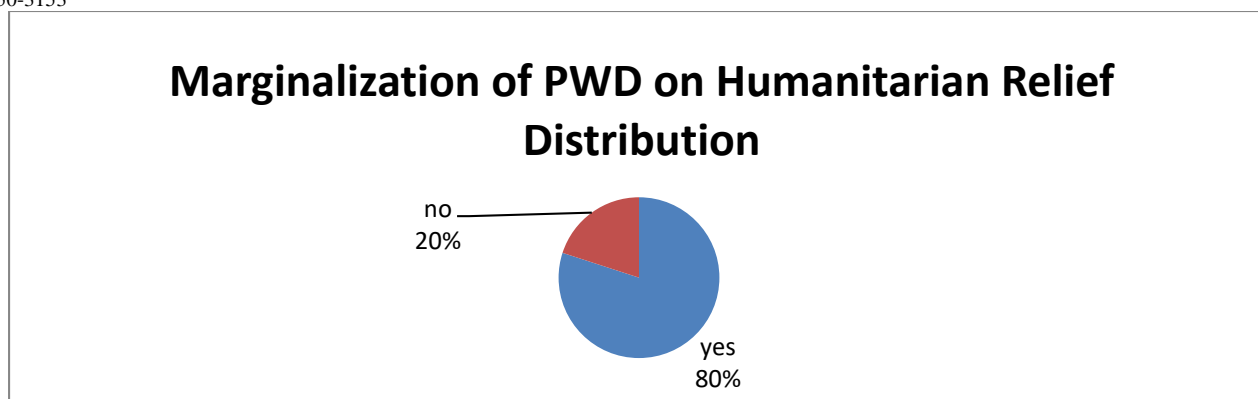 Marginalization of PWD on Humanitarian Relief
Distribution
no
20%
yes
80%